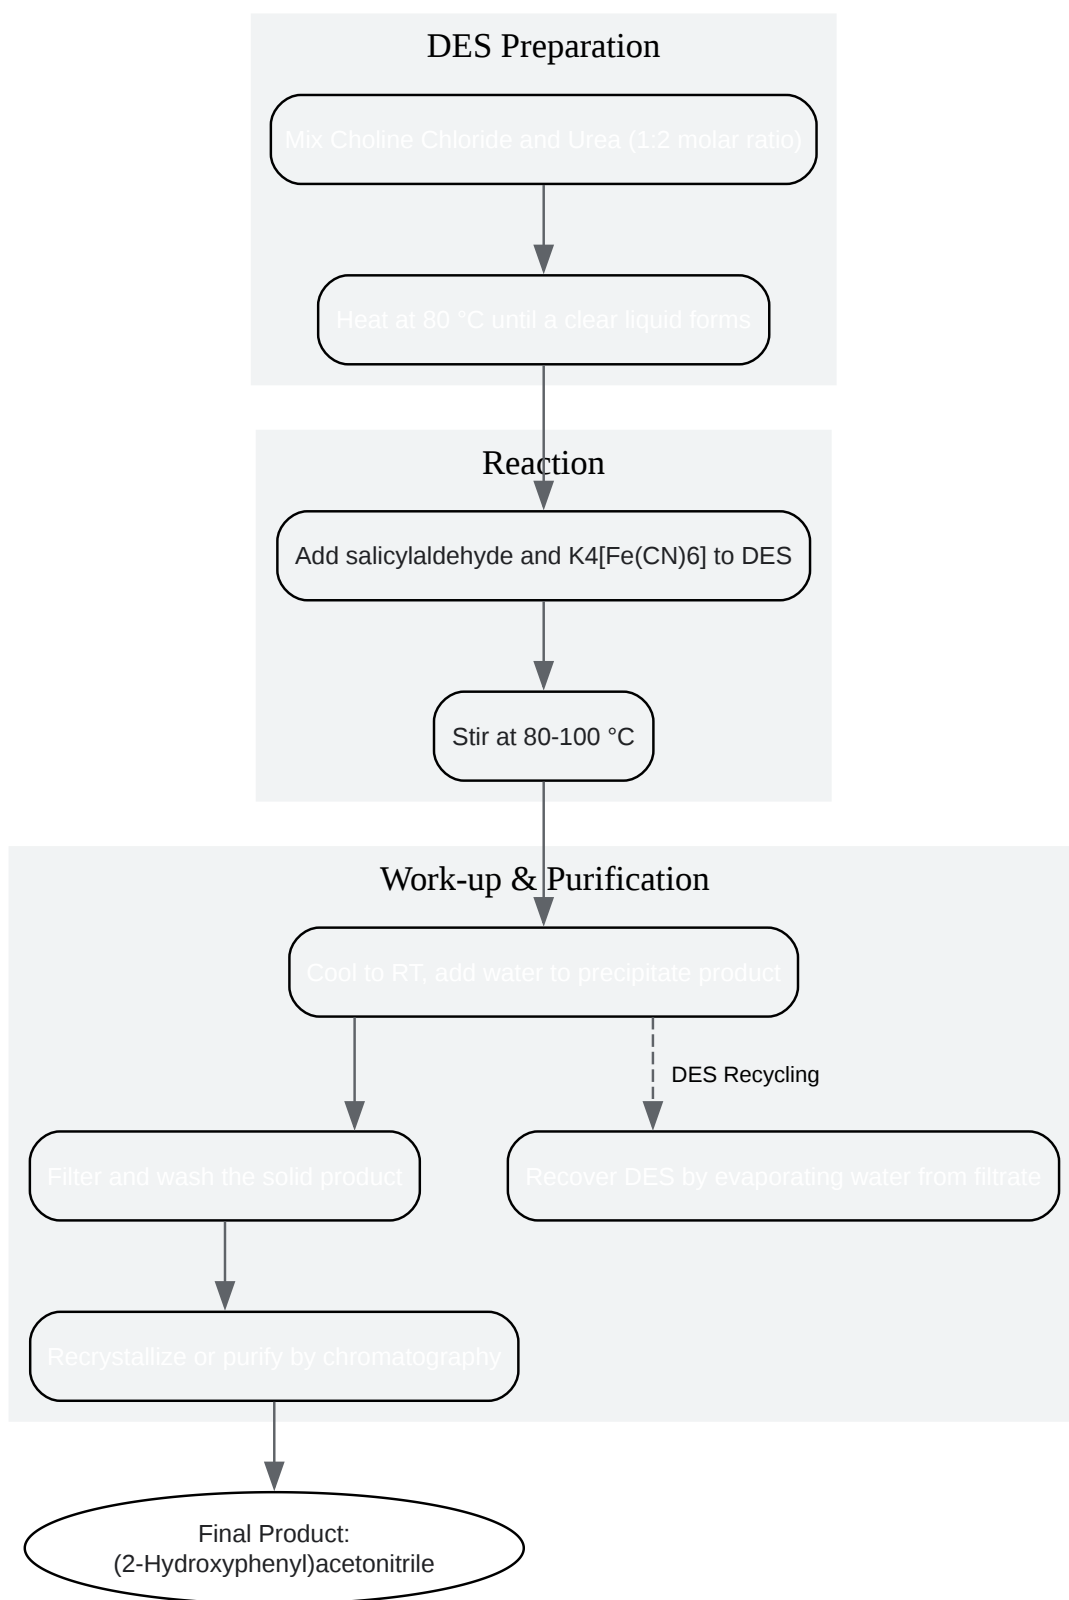 DES Preparation
Mix Choline Chloride and Urea (1:2 molar ratio)
Heat at 80 °C until a clear liquid forms
Reaction
Add salicylaldehyde and K4[Fe(CN)6] to DES
Stir at 80-100 °C
Work-up & Purification
Cool to RT, add water to precipitate product
DES Recycling
Filter and wash the solid product
Recover DES by evaporating water from filtrate
Recrystallize or purify by chromatography
Final Product:
(2-Hydroxyphenyl)acetonitrile